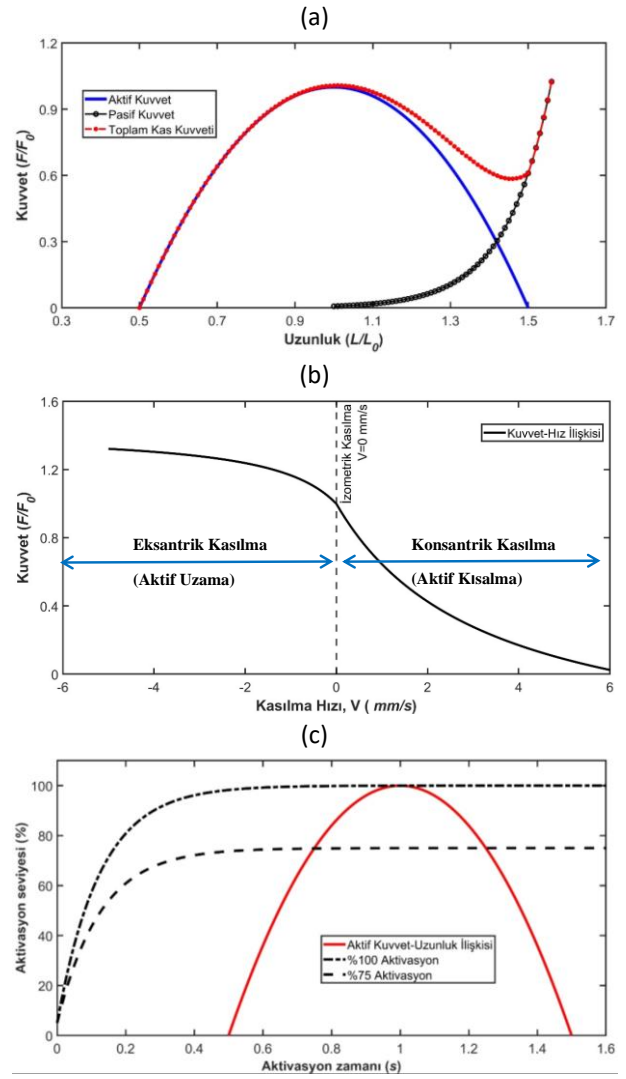 (a)
1.2
0.9
0.6
0.3
0
Kuvvet (F/F₀)
Aktif Kuvvet
Pasif Kuvvet
Toplam Kas Kuvveti
0.3 0.5 0.7 0.9 1.1 1.3 1.5 1.7
Uzunluk (L/L₀)
(b)
1.6
1.2
0.8
0.4
0
Kuvvet (F/F₀)
İzometrik Kasılma
V=0 mm/s
Kuvvet-Hız İlişkisi
Eksantrik Kasılma
(Aktif Uzama)
Konsantrik Kasılma
(Aktif Kısalma)
-6 -4 -2 0 2 4 6
Kasılma Hızı, V ( mm/s)
(c)
100
80
60
40
20
0
Aktivasyon seviyesi (%)
Aktif Kuvvet-Uzunluk İlişkisi
%100 Aktivasyon
%75 Aktivasyon
0 0.2 0.4 0.6 0.8 1 1.2 1.4 1.6
Aktivasyon zamanı (s)